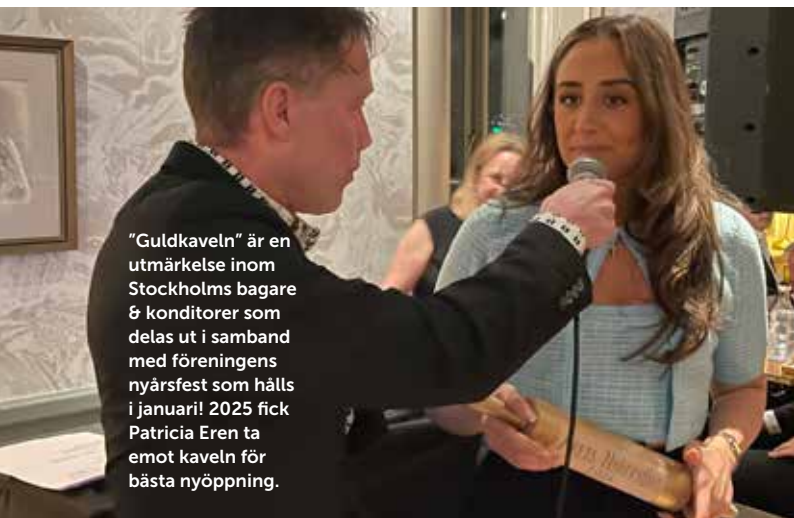 ”Guldkaveln” är en
utmärkelse inom
Stockholms bagare
& konditorer som
delas ut i samband
med föreningens
nyårsfest som hålls
i januari! 2025 fick
Patricia Eren ta
emot kaveln för
bästa nyöppning.